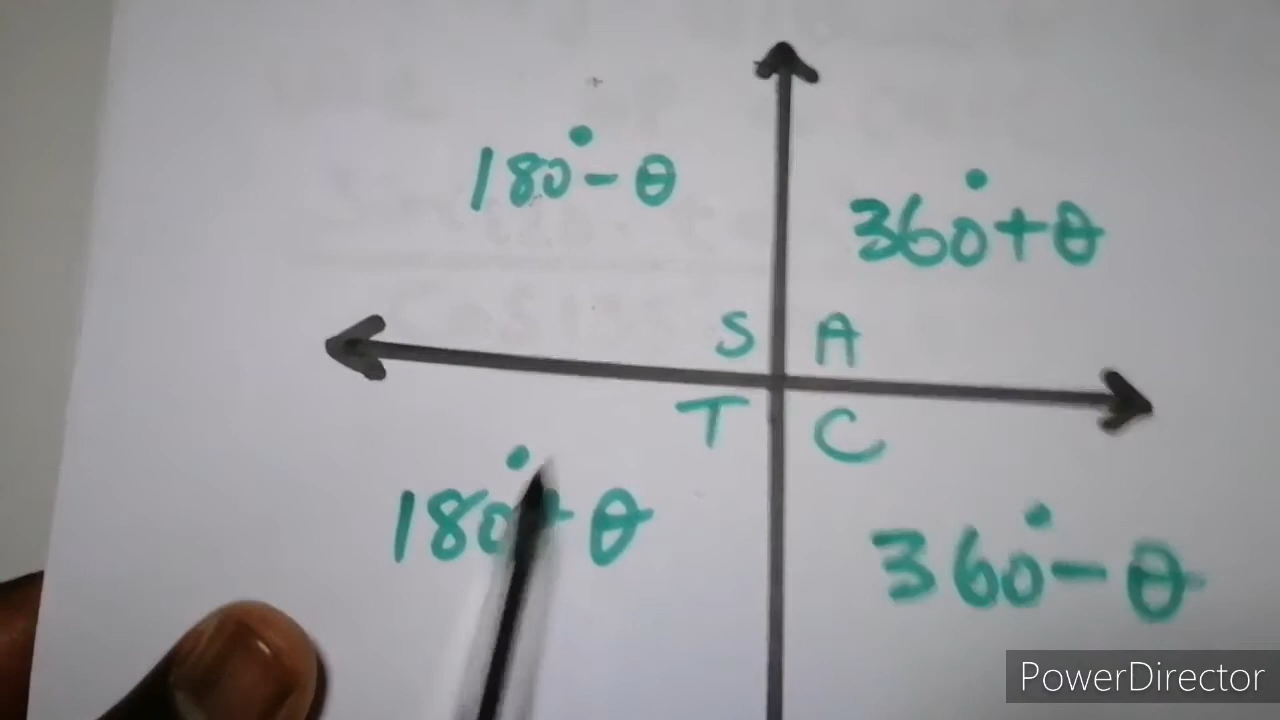 180° - θ
360° + θ
S A
T C
180° + θ
360° - θ
PowerDirector